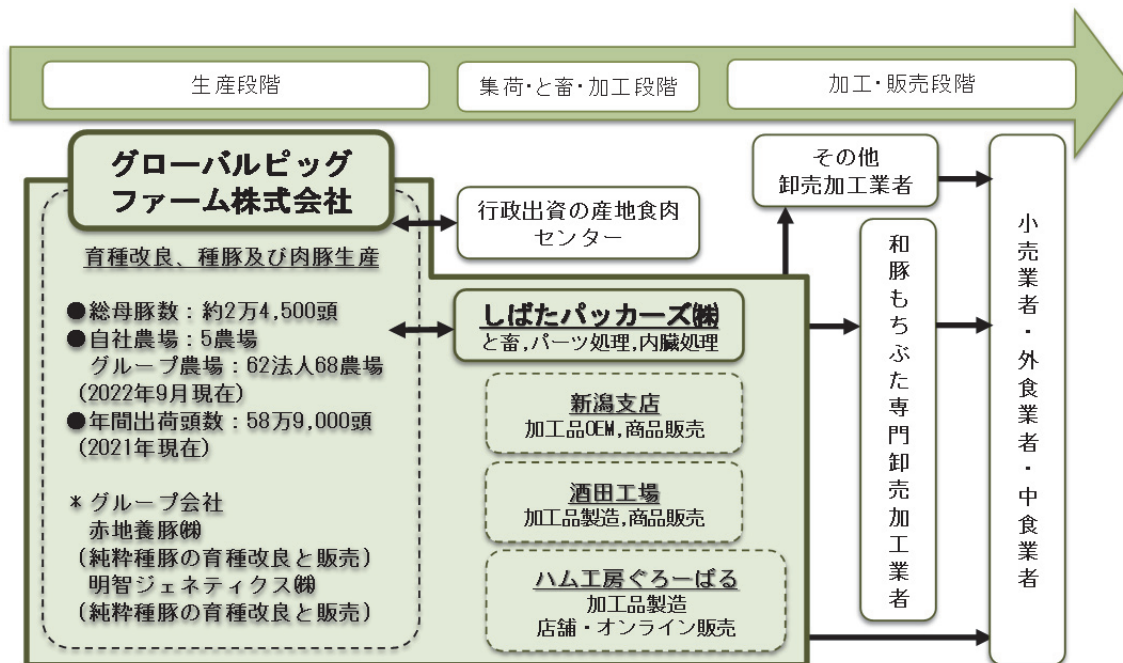 生産段階
集荷・と畜・加工段階
加工・販売段階
グローバルピッグ
ファーム株式会社
育種改良、種豚及び肉豚生産
●総母豚数：約2万4,500頭
●自社農場：5農場
グループ農場：62法人68農場
(2022年9月現在)
●年間出荷頭数：58万9,000頭
(2021年現在)
＊グループ会社
赤地養豚㈱
(純粋種豚の育種改良と販売)
明智ジェネティクス㈱
(純粋種豚の育種改良と販売)
行政出資の産地食肉
センター
しばたパッカーズ㈱
と畜,パーツ処理,内臓処理
新潟支店
加工品OEM,商品販売
酒田工場
加工品製造,商品販売
ハム工房ぐろーばる
加工品製造
店舗・オンライン販売
その他
卸売加工業者
和豚もちぶた専門卸売加工業者
小売業者・外食業者・中食業者